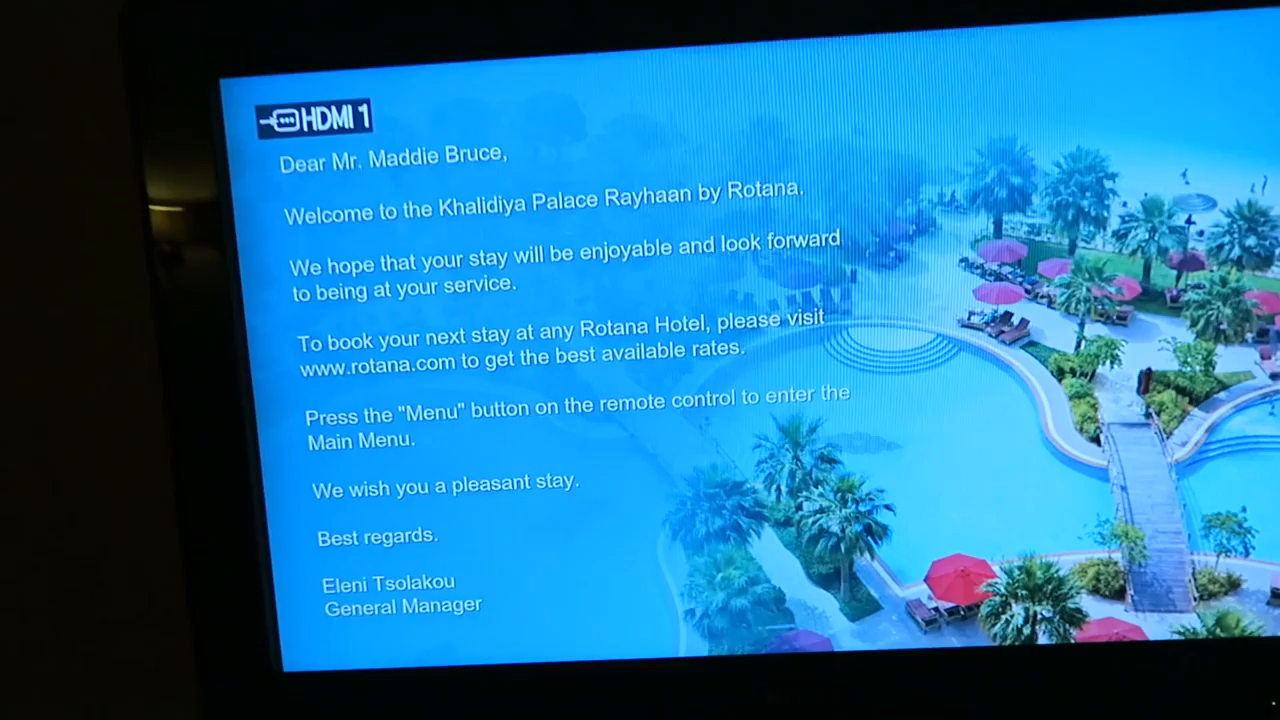 HDMI 1
Dear Mr. Maddie Bruce,
Welcome to the Khalidiya Palace Rayhaan by Rotana.
We hope that your stay will be enjoyable and look forward
to being at your service.
To book your next stay at any Rotana Hotel, please visit
www.rotana.com to get the best available rates.
Press the "Menu" button on the remote control to enter the
Main Menu.
We wish you a pleasant stay.
Best regards.
Eleni Tsolakou
General Manager